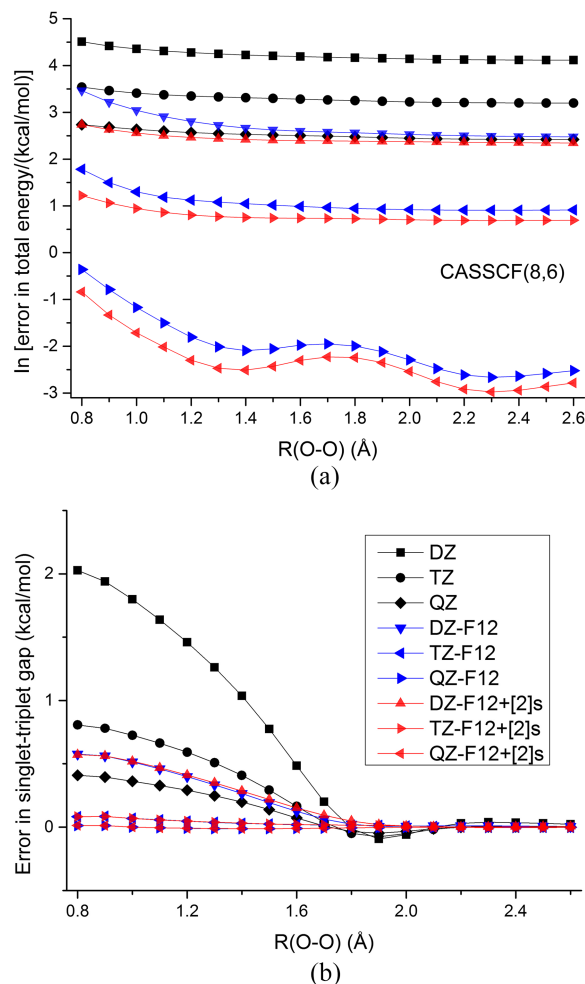 5
4
3
2
1
0
-1
-2
-3
ln [error in total energy/(kcal/mol)]
CASSCF(8,6)
0.8 1.0 1.2 1.4 1.6 1.8 2.0 2.2 2.4 2.6
R(O-O) (Å)
(a)
2
1
0
Error in singlet-triplet gap (kcal/mol)
DZ
TZ
QZ
DZ-F12
TZ-F12
QZ-F12
DZ-F12+[2]s
TZ-F12+[2]s
QZ-F12+[2]s
0.8 1.2 1.6 2.0 2.4
R(O-O) (Å)
(b)